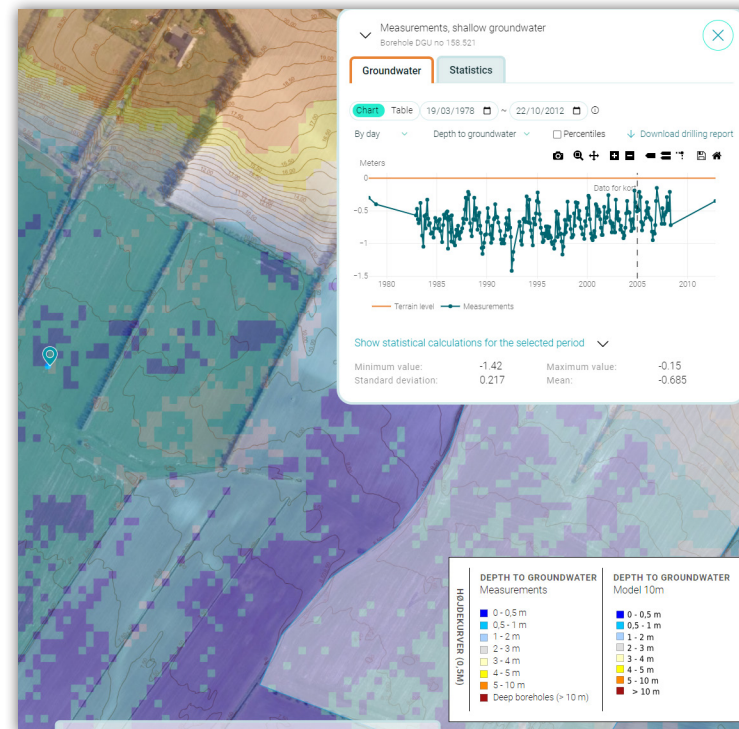 Measurements, shallow groundwater
Borehole DGU no 158.521
Groundwater Statistics
Chart Table 19/03/1978 ~ 22/10/2012
By day Depth to groundwater Percentiles Download drilling report
Meters
Dato for kort
0
−0.5
−1
−1.5
1980 1985 1990 1995 2000 2005 2010
Terrain level Measurements
Show statistical calculations for the selected period
Minimum value: -1.42 Maximum value: -0.15
Standard deviation: 0.217 Mean: -0.685
HØJDEKURVER (0,5M)
DEPTH TO GROUNDWATER
Measurements
0 - 0,5 m
0,5 - 1 m
1 - 2 m
2 - 3 m
3 - 4 m
4 - 5 m
5 - 10 m
Deep boreholes (> 10 m)
DEPTH TO GROUNDWATER
Model 10m
0 - 0,5 m
0,5 - 1 m
1 - 2 m
2 - 3 m
3 - 4 m
4 - 5 m
5 - 10 m
> 10 m